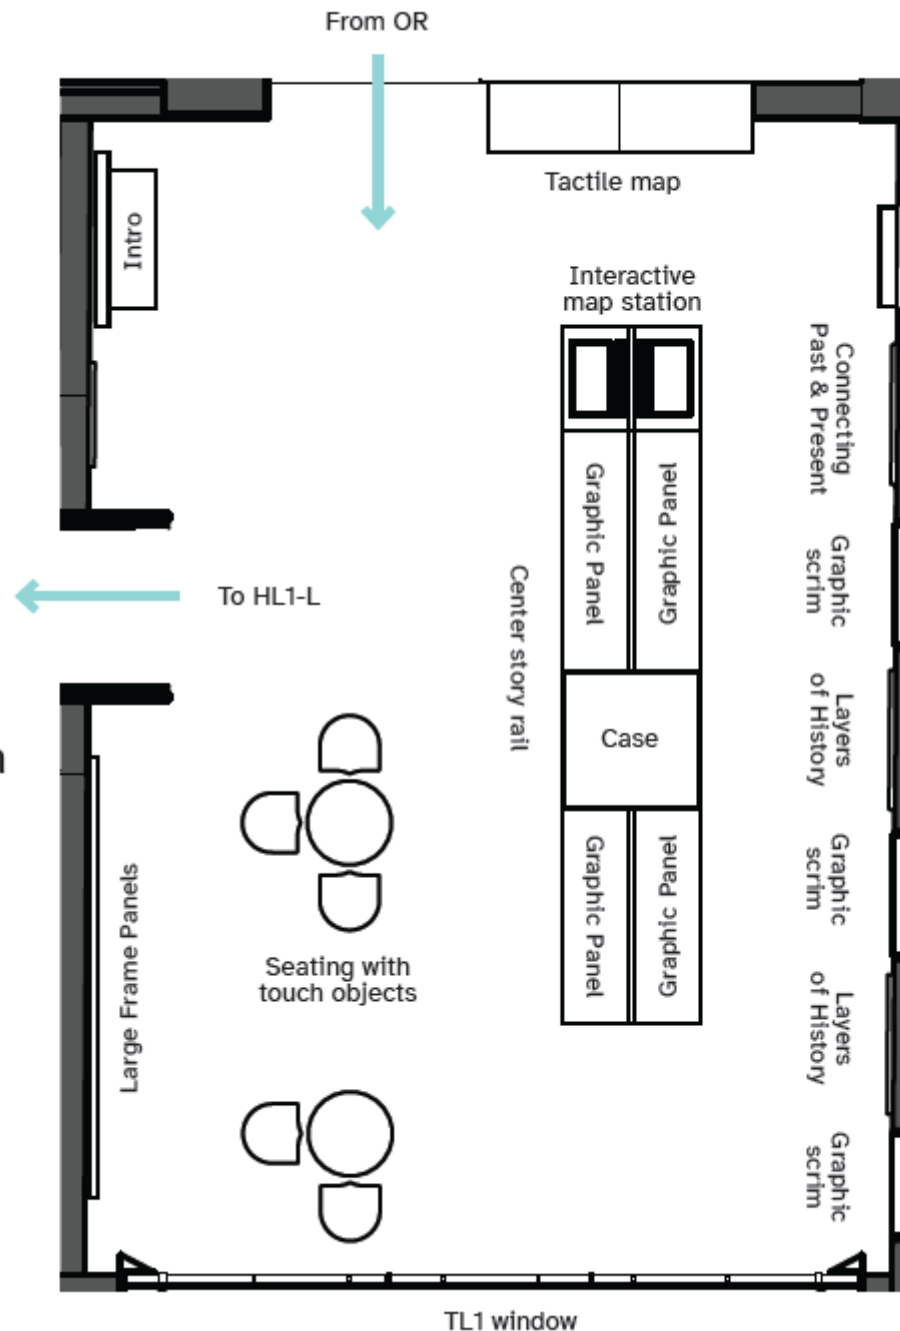 From OR
Tactile map
Intro
Interactive
map station
Connecting
Past & Present
Graphic Panel
Graphic Panel
Graphic
scrim
To HL1-L
Center story rail
Layers
of History
Case
Graphic
scrim
Graphic Panel
Graphic Panel
Large Frame Panels
Seating with
touch objects
Layers
of History
Graphic
scrim
TL1 window